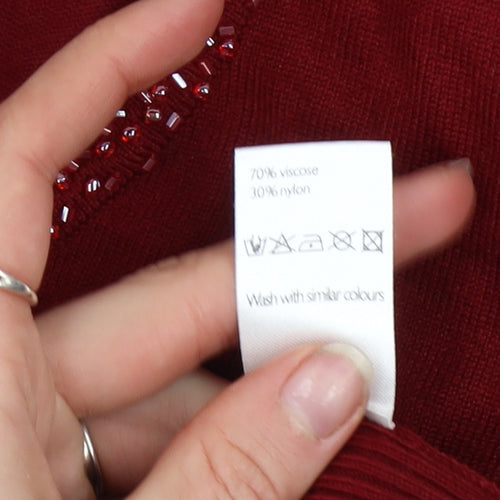 70% viscose
30% nylon
Wash with similar colours